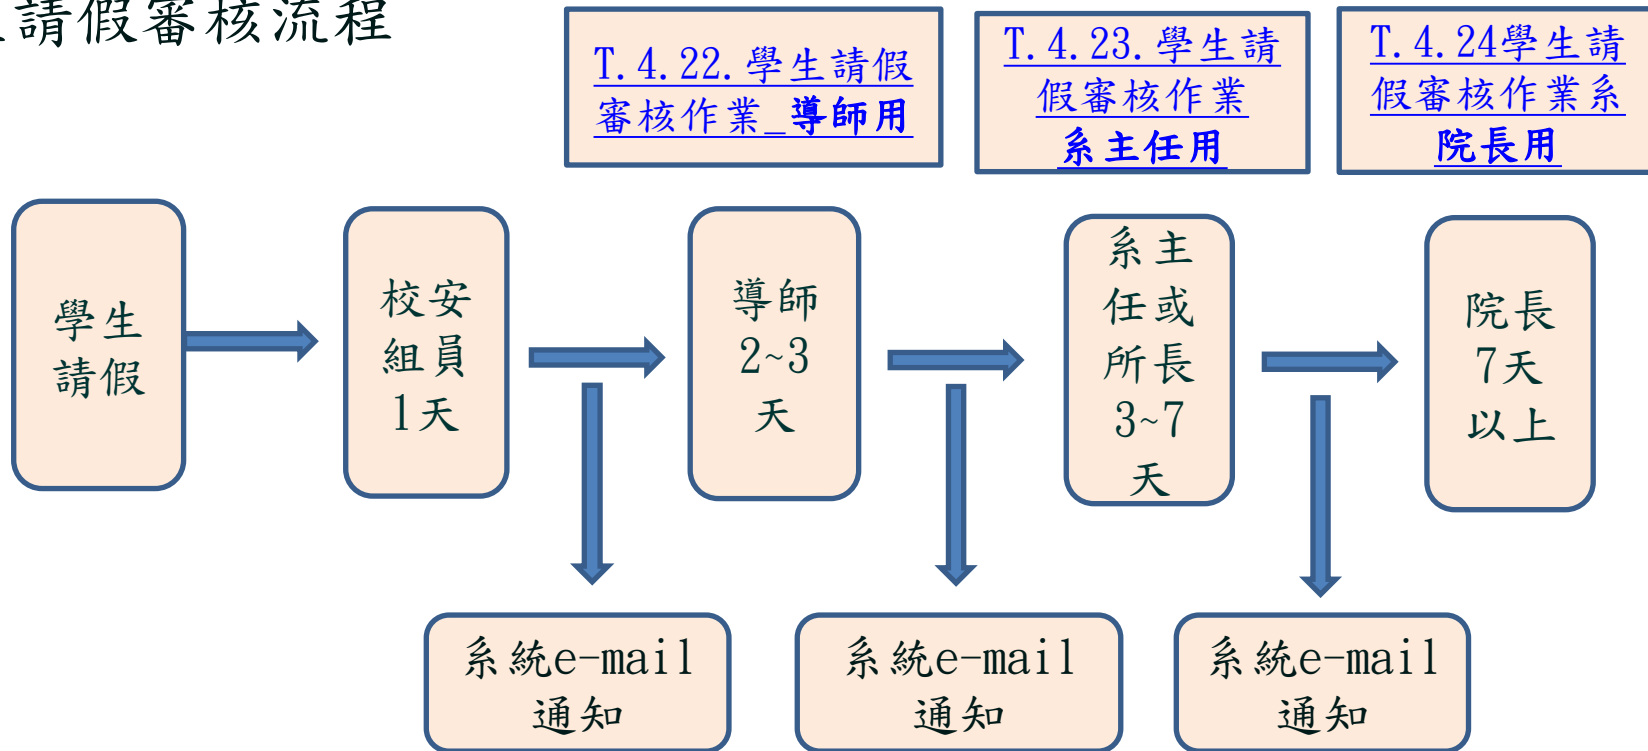 請假審核流程
T.4.22.學生請假
審核作業_導師用
T.4.23.學生請
假審核作業
系主任用
T.4.24學生請
假審核作業系
院長用
學生
請假
校安
組員
1天
導師
2~3
天
系主
任或
所長
3~7
天
院長
7天
以上
系統e-mail
通知
系統e-mail
通知
系統e-mail
通知